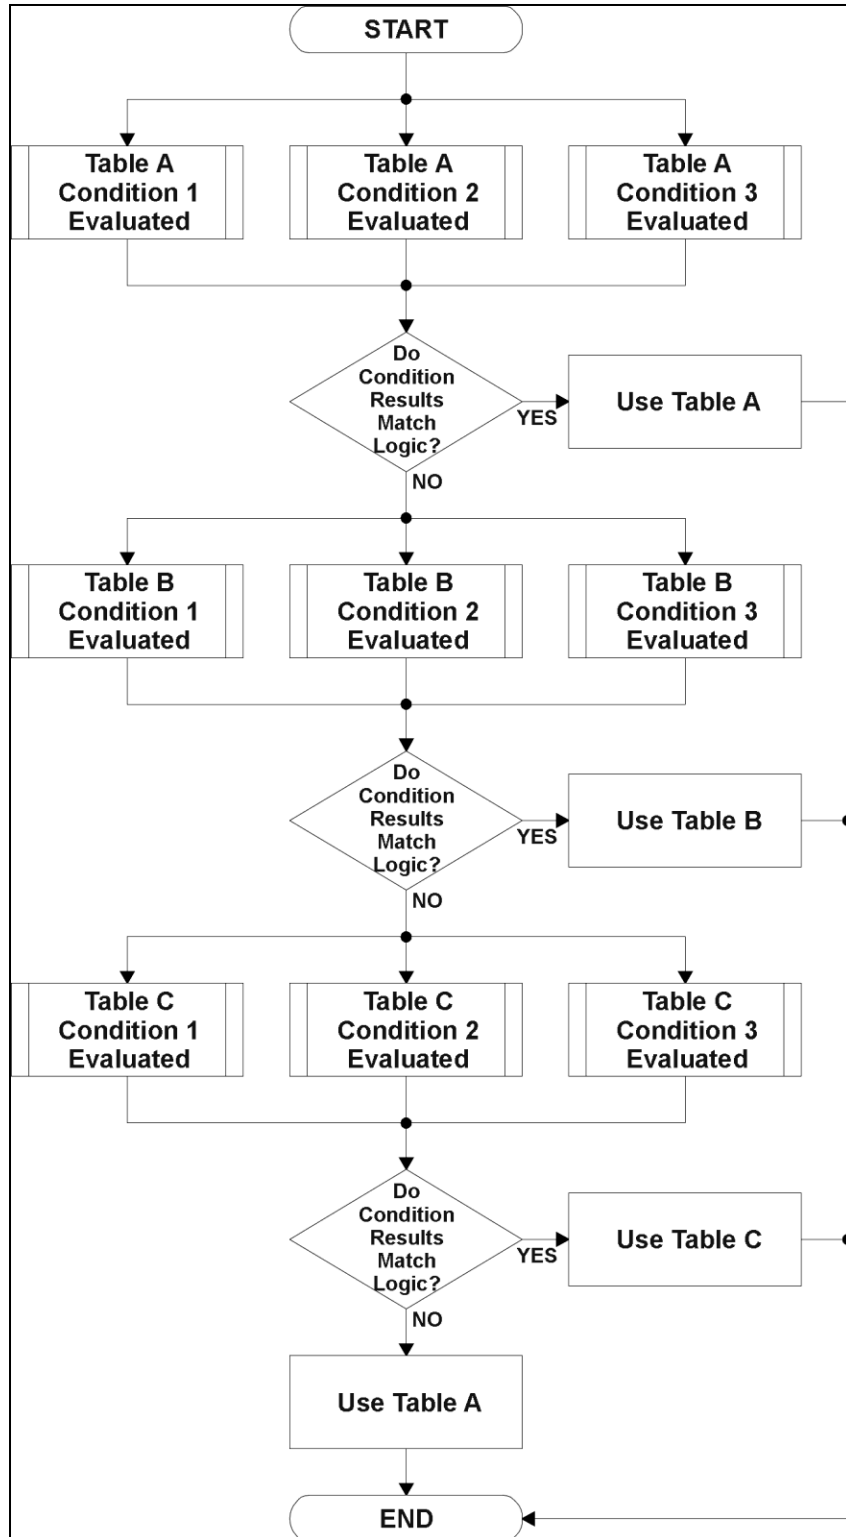 START
Table A
Condition 1
Evaluated
Table A
Condition 2
Evaluated
Table A
Condition 3
Evaluated
Do
Condition
Results
Match
Logic?
YES
Use Table A
NO
Table B
Condition 1
Evaluated
Table B
Condition 2
Evaluated
Table B
Condition 3
Evaluated
Do
Condition
Results
Match
Logic?
YES
Use Table B
NO
Table C
Condition 1
Evaluated
Table C
Condition 2
Evaluated
Table C
Condition 3
Evaluated
Do
Condition
Results
Match
Logic?
YES
Use Table C
NO
Use Table A
END